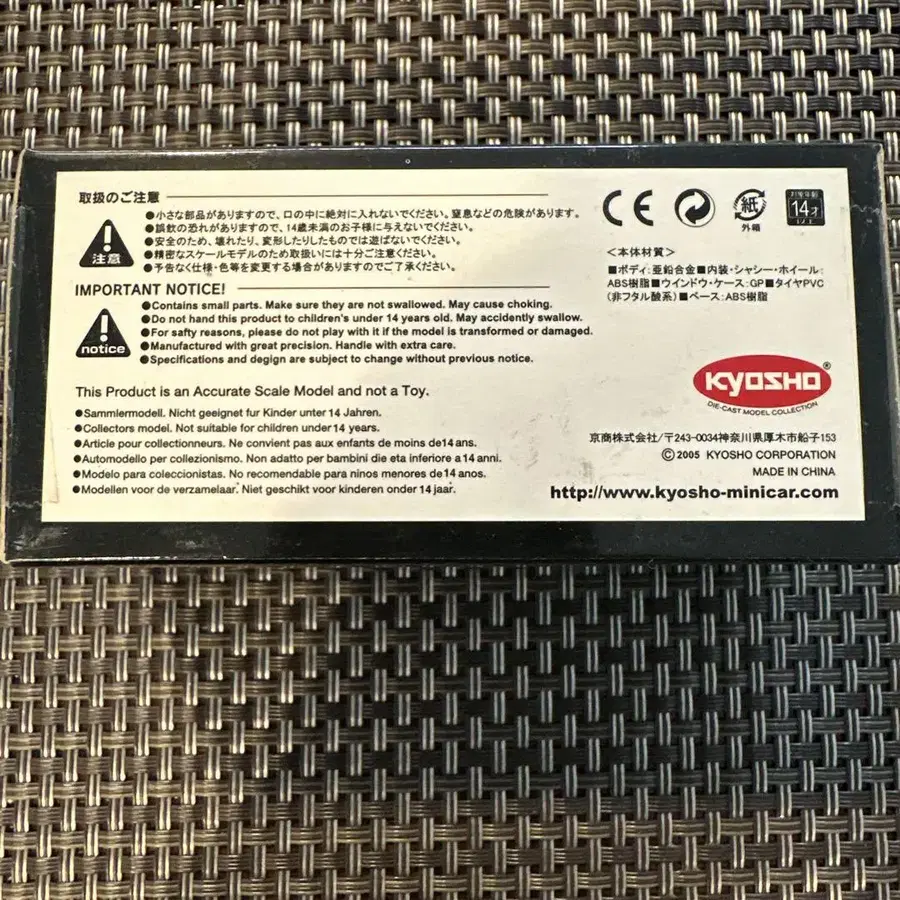 取扱のご注意
注意
●小さな部品がありますので、口の中に絶対に入れないでください。窒息などの危険があります。
●誤飲の恐れがありますので、14歳未満のお子様に与えないでください。
●安全のため、壊れたり、変形したりしたものでは遊ばないでください。
●精密なスケールモデルのため取扱いには十分ご注意ください。
●予告なく仕様・色等を変更する場合がありますのでご了承ください。
IMPORTANT NOTICE!
notice
●Contains small parts. Make sure they are not swallowed. May cause choking.
●Do not hand this product to children's under 14 years old. May accidently swallow.
●For safty reasons, please do not play with it if the model is transformed or damaged.
●Manufactured with great precision. Handle with extra care.
●Specifications and degign are subject to change without previous notice.
This Product is an Accurate Scale Model and not a Toy.
●Sammlermodell. Nicht geeignet fur Kinder unter 14 Jahren.
●Collectors model. Not suitable for children under 14 years.
●Article pour collectionneurs. Ne convient pas aux enfants de moins de14 ans.
●Automodello per collezionismo. Non adatto per bambini die eta inferiore a 14 anni.
●Modelo para coleccionistas. No recomendable para ninos menores de 14 anos.
●Modellen voor de verzamelaar. Niet geschikt voor kinderen onder 14 jaar.
CE
紙
外箱
対象年齢
14才
以上
＜本体材質＞
■ボディ:亜鉛合金■内装・シャシー・ホイール:
ABS樹脂■ウインドウ・ケース:GP■タイヤPVC
(非フタル酸系)■ベース:ABS樹脂
KYOSHO®
DIE-CAST MODEL COLLECTION
京商株式会社/〒243-0034神奈川県厚木市船子153
© 2005 KYOSHO CORPORATION
MADE IN CHINA
http://www.kyosho-minicar.com